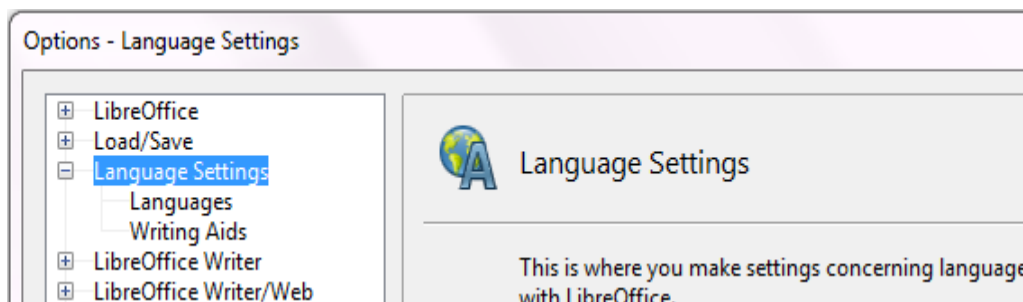 Options - Language Settings
LibreOffice
Load/Save
Language Settings
Languages
Writing Aids
LibreOffice Writer
LibreOffice Writer/Web
Language Settings
This is where you make settings concerning language
with LibreOffice.